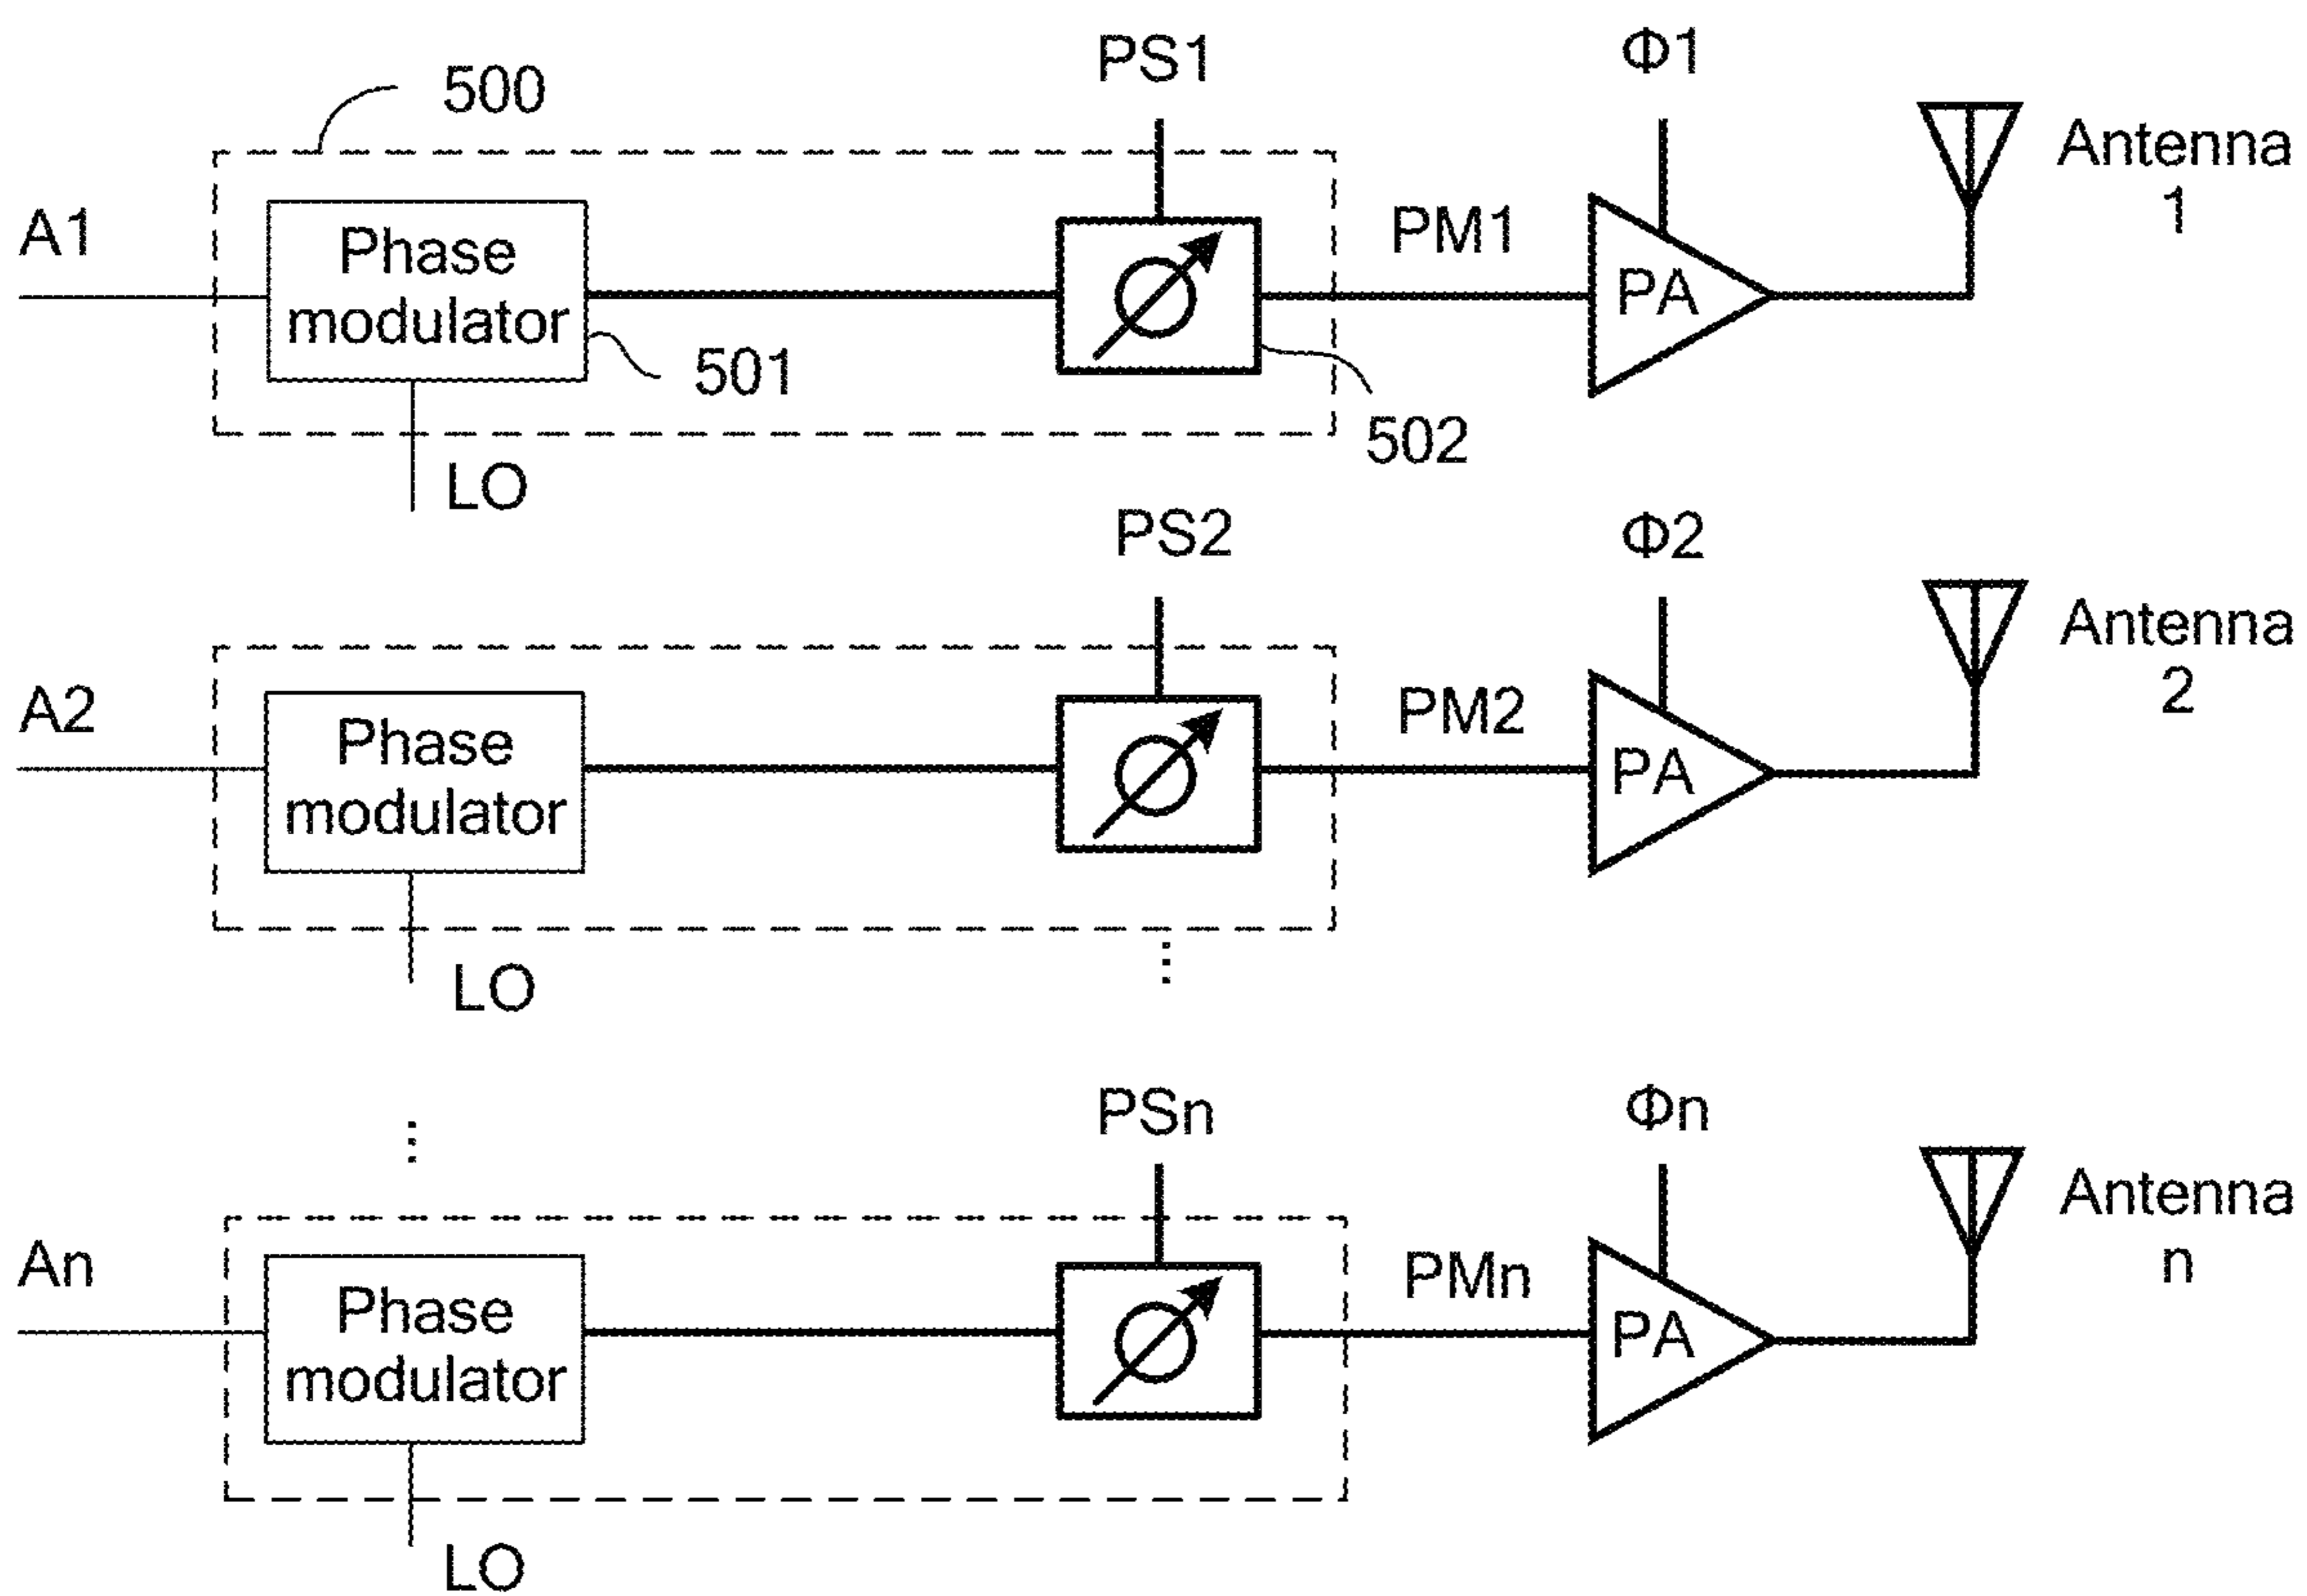 500
PS1
Φ1
Antenna
1
A1
Phase
modulator
501
PM1
PA
502
LO
PS2
Φ2
Antenna
2
A2
Phase
modulator
PM2
PA
LO
⋮
⋮
PSn
Φn
Antenna
n
An
Phase
modulator
PMn
PA
LO